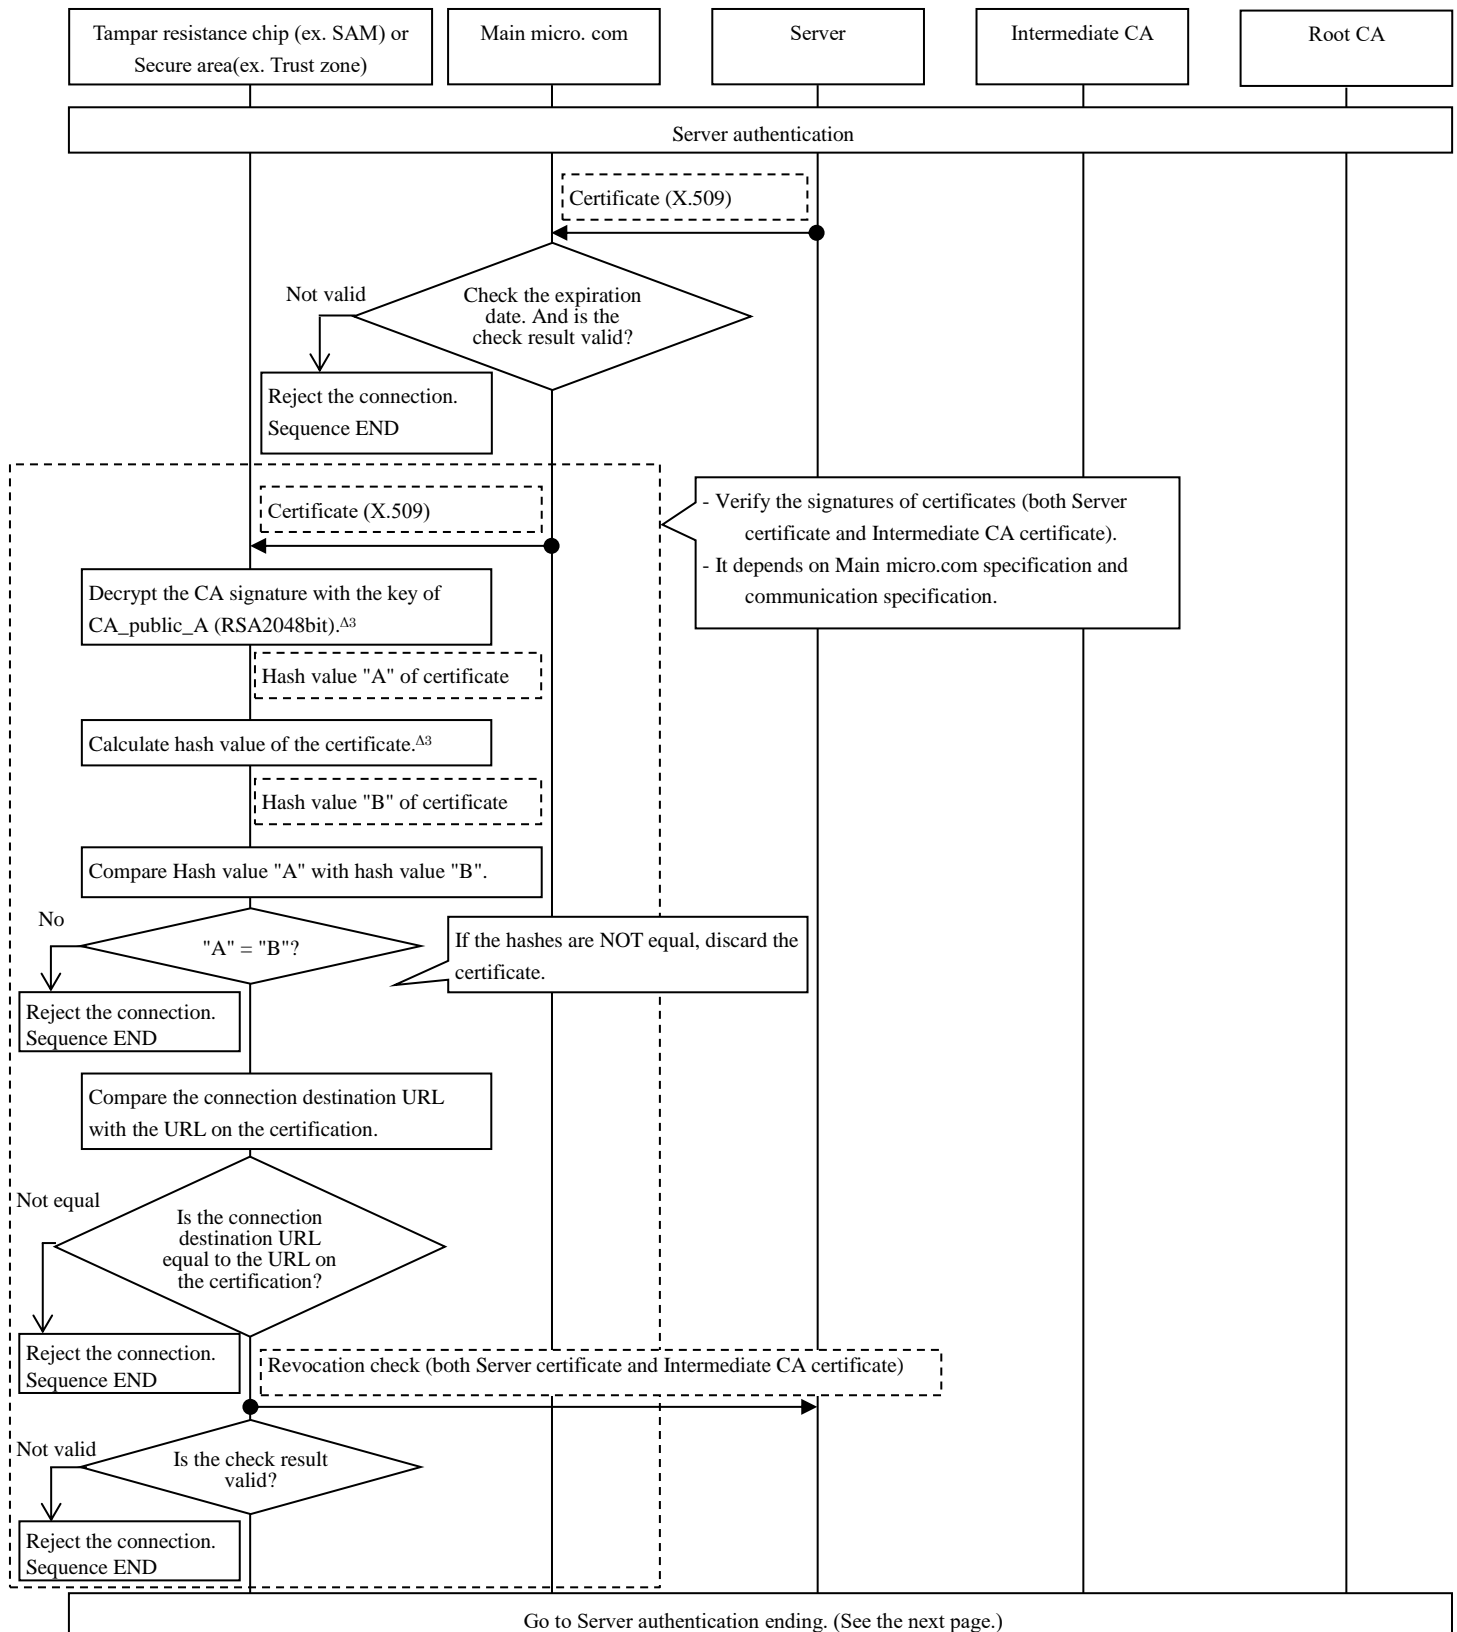 Tampar resistance chip (ex. SAM) or
Secure area(ex. Trust zone)
Main micro. com
Server
Intermediate CA
Root CA
Server authentication
Certificate (X.509)
Not valid
Check the expiration
date. And is the
check result valid?
Reject the connection.
Sequence END
Certificate (X.509)
- Verify the signatures of certificates (both Server
certificate and Intermediate CA certificate).
- It depends on Main micro.com specification and
communication specification.
Decrypt the CA signature with the key of
CA_public_A (RSA2048bit).Δ3
Hash value "A" of certificate
Calculate hash value of the certificate.Δ3
Hash value "B" of certificate
Compare Hash value "A" with hash value "B".
No
"A" = "B"?
If the hashes are NOT equal, discard the
certificate.
Reject the connection.
Sequence END
Compare the connection destination URL
with the URL on the certification.
Not equal
Is the connection
destination URL
equal to the URL on
the certification?
Reject the connection.
Sequence END
Revocation check (both Server certificate and Intermediate CA certificate)
Not valid
Is the check result
valid?
Reject the connection.
Sequence END
Go to Server authentication ending. (See the next page.)